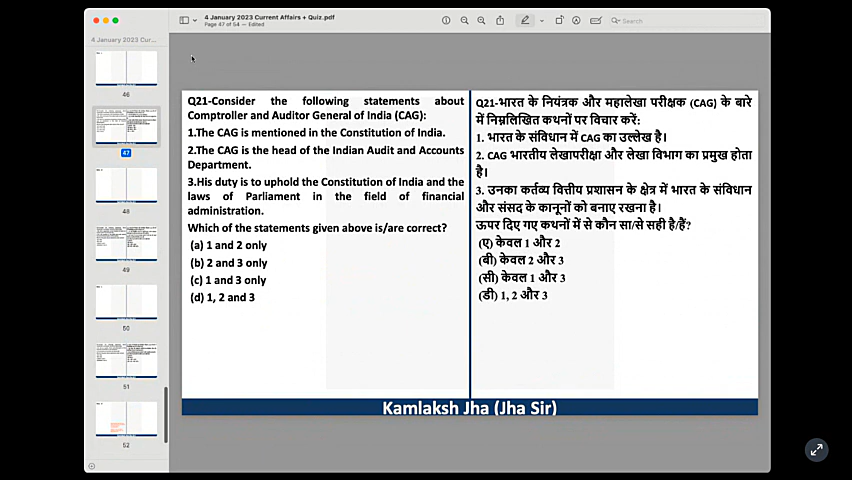 4 January 2023 Current Affairs + Quiz.pdf
Page 47 of 54 — Edited
Search
4 January 2023 Cur...
46
47
48
49
50
51
52
Q21-Consider the following statements about
Comptroller and Auditor General of India (CAG):
1.The CAG is mentioned in the Constitution of India.
2.The CAG is the head of the Indian Audit and Accounts
Department.
3.His duty is to uphold the Constitution of India and the
laws of Parliament in the field of financial
administration.
Which of the statements given above is/are correct?
(a) 1 and 2 only
(b) 2 and 3 only
(c) 1 and 3 only
(d) 1, 2 and 3
Q21-भारत के नियंत्रक और महालेखा परीक्षक (CAG) के बारे
में निम्नलिखित कथनों पर विचार करें:
1. भारत के संविधान में CAG का उल्लेख है।
2. CAG भारतीय लेखापरीक्षा और लेखा विभाग का प्रमुख होता
है।
3. उनका कर्तव्य वित्तीय प्रशासन के क्षेत्र में भारत के संविधान
और संसद के कानूनों को बनाए रखना है।
ऊपर दिए गए कथनों में से कौन सा/से सही है/हैं?
(ए) केवल 1 और 2
(बी) केवल 2 और 3
(सी) केवल 1 और 3
(डी) 1, 2 और 3
Kamlaksh Jha (Jha Sir)